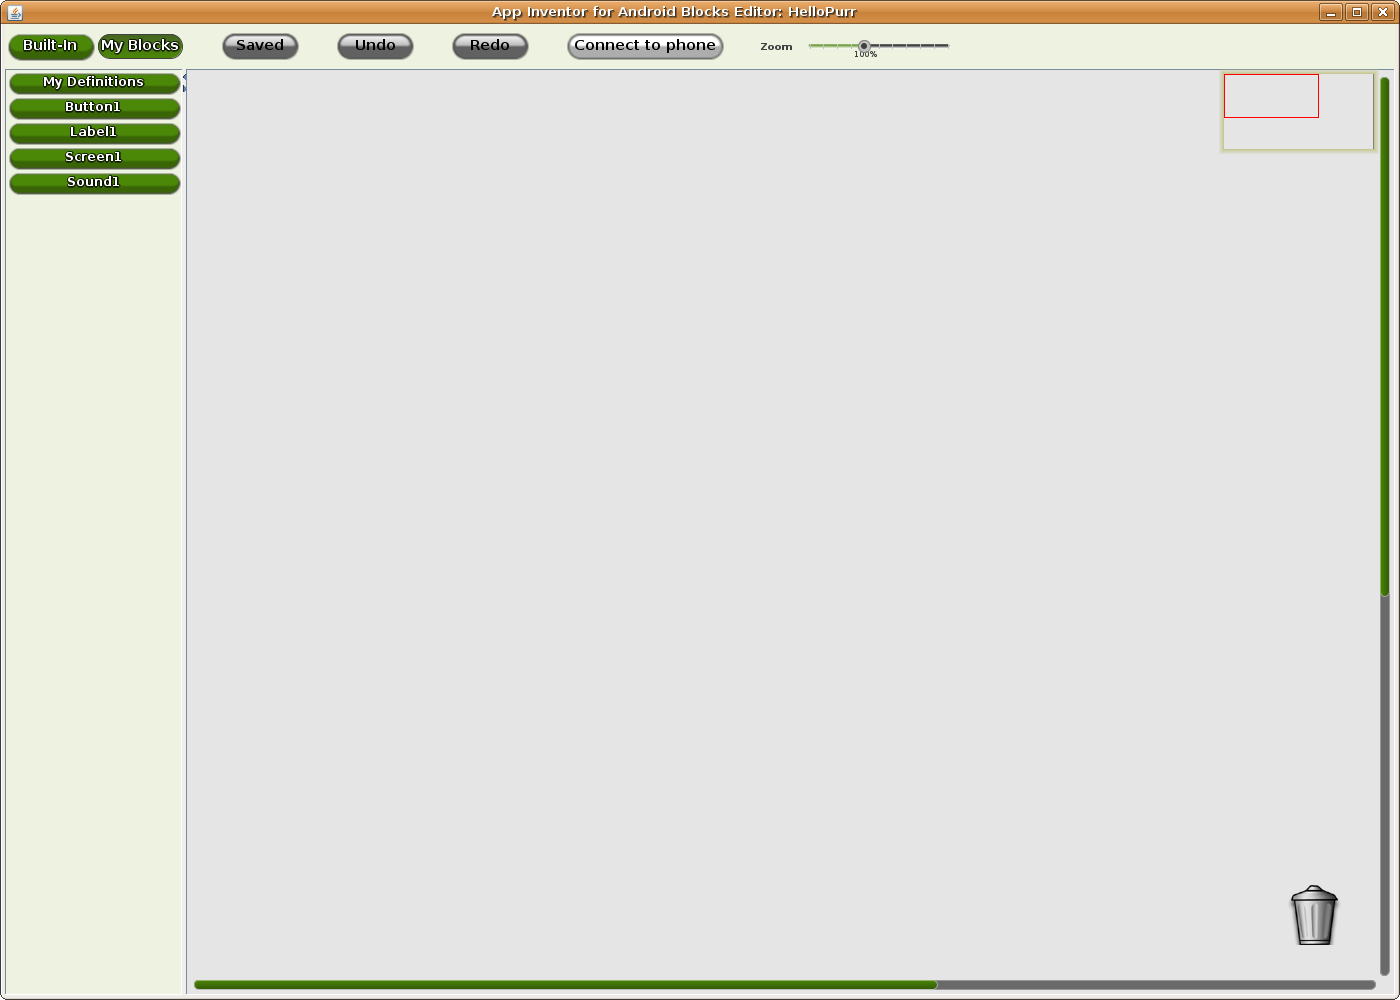 App Inventor for Android Blocks Editor: HelloPurr
Built-In My Blocks Saved Undo Redo Connect to phone Zoom
100%
My Definitions
Button1
Label1
Screen1
Sound1